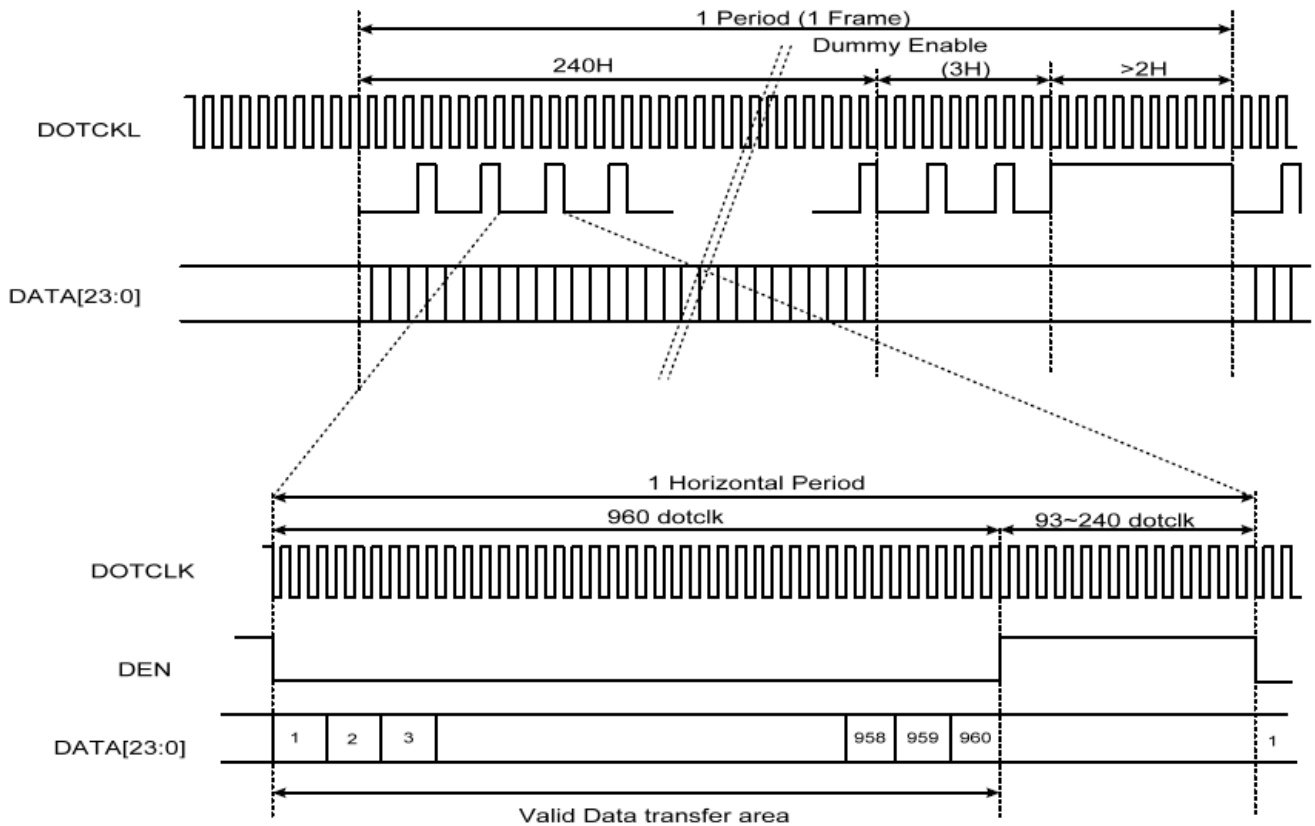 1 Period (1 Frame)
Dummy Enable
240H
(3H)
>2H
DOTCKL
DATA[23:0]
1 Horizontal Period
960 dotclk
93~240 dotclk
DOTCLK
DEN
DATA[23:0]
1
2
3
958
959
960
1
Valid Data transfer area